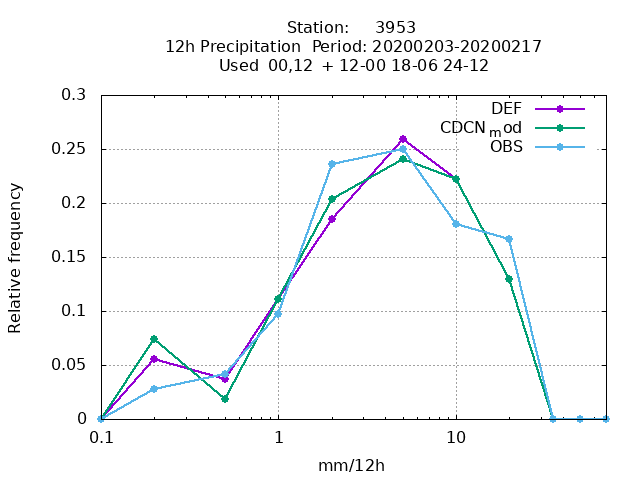 Station: 3953
12h Precipitation Period: 20200203-20200217
Used 00,12 + 12-00 18-06 24-12
0.3
0.25
0.2
0.15
0.1
0.05
0
Relative frequency
DEF
CDCNmod
OBS
0.1 1 10
mm/12h